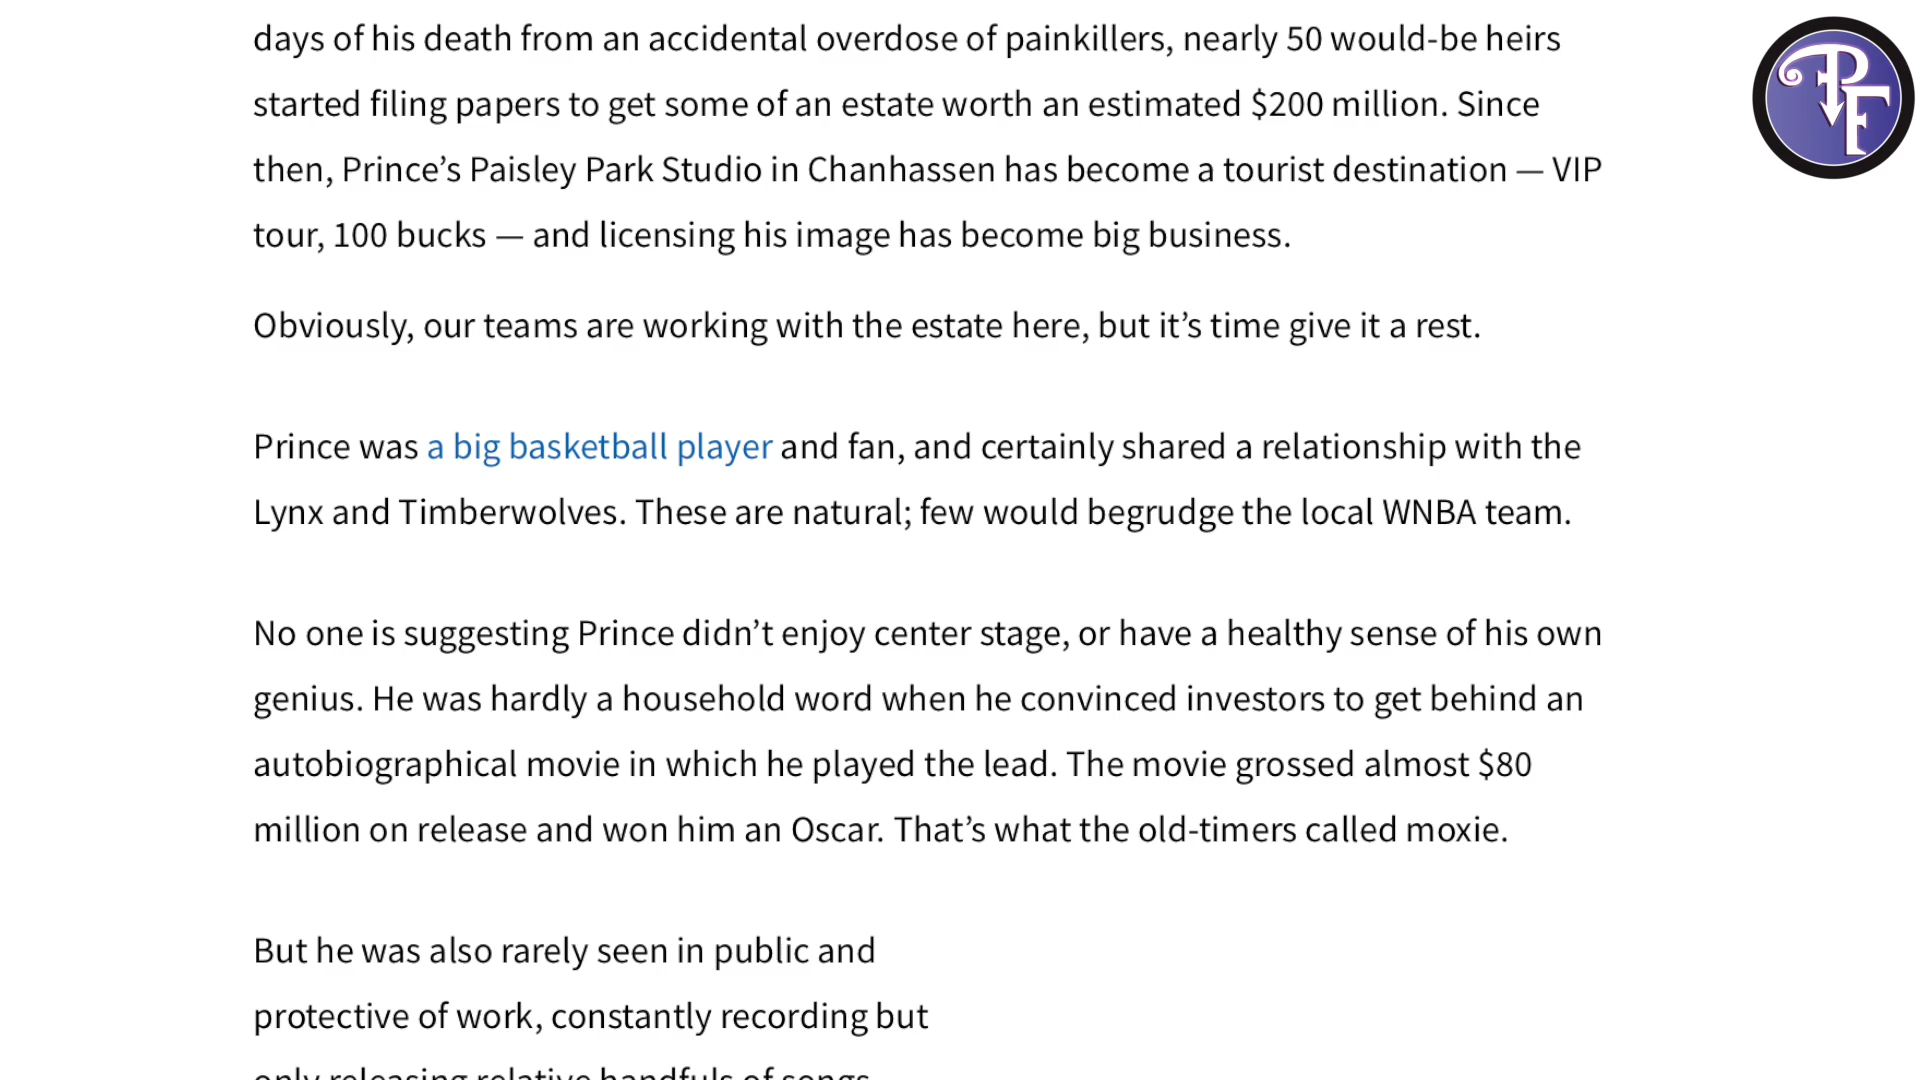 days of his death from an accidental overdose of painkillers, nearly 50 would-be heirs
started filing papers to get some of an estate worth an estimated $200 million. Since
then, Prince’s Paisley Park Studio in Chanhassen has become a tourist destination — VIP
tour, 100 bucks — and licensing his image has become big business.
Obviously, our teams are working with the estate here, but it’s time give it a rest.
Prince was a big basketball player and fan, and certainly shared a relationship with the
Lynx and Timberwolves. These are natural; few would begrudge the local WNBA team.
No one is suggesting Prince didn’t enjoy center stage, or have a healthy sense of his own
genius. He was hardly a household word when he convinced investors to get behind an
autobiographical movie in which he played the lead. The movie grossed almost $80
million on release and won him an Oscar. That’s what the old-timers called moxie.
But he was also rarely seen in public and
protective of work, constantly recording but
only releasing relative handfuls of songs
PF